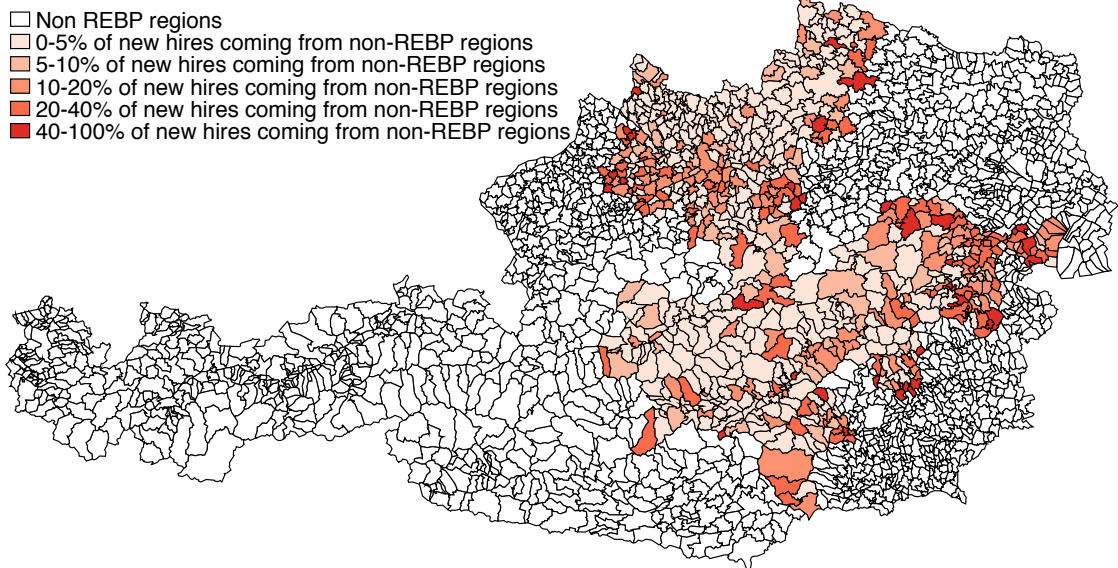 Non REBP regions
0-5% of new hires coming from non-REBP regions
5-10% of new hires coming from non-REBP regions
10-20% of new hires coming from non-REBP regions
20-40% of new hires coming from non-REBP regions
40-100% of new hires coming from non-REBP regions